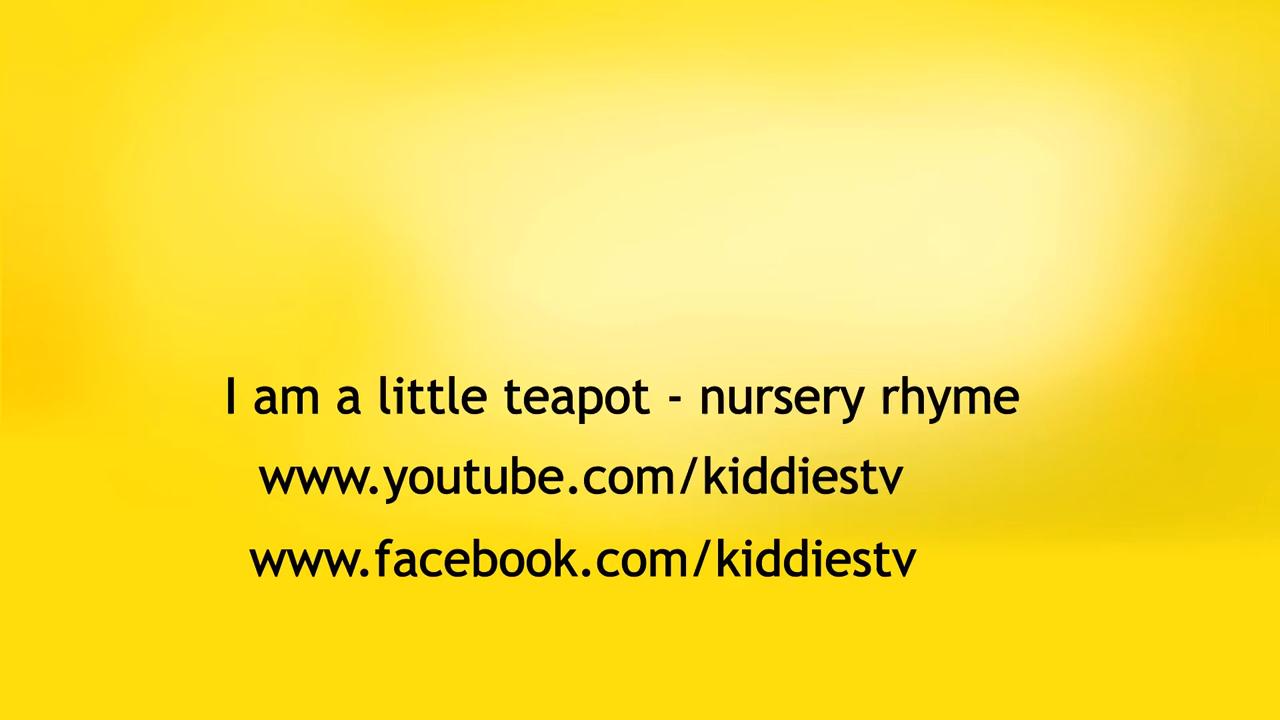 I am a little teapot - nursery rhyme
www.youtube.com/kiddiestv
www.facebook.com/kiddiestv